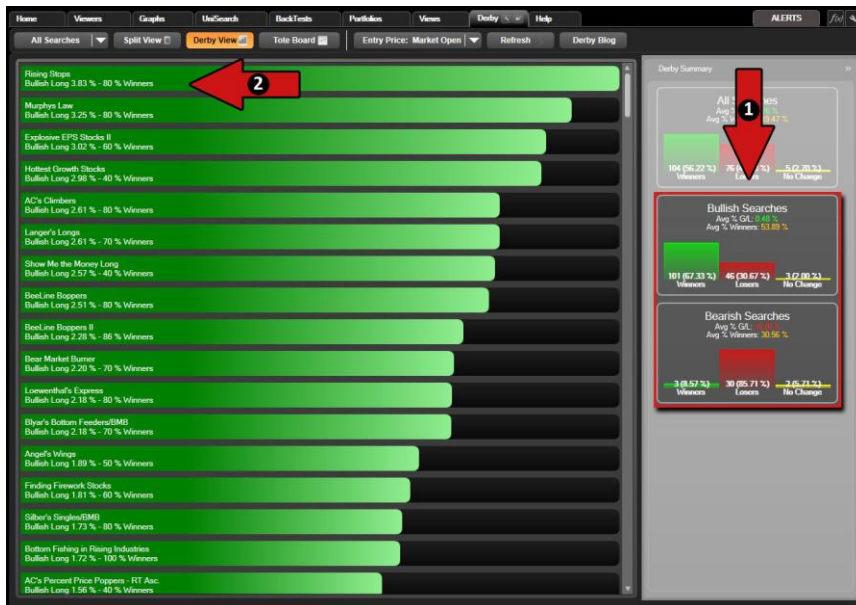 Home Viewers Graphs UniSearch BackTests Portfolios Views Derby Help ALERTS f(x)
All Searches Split View Derby View Tote Board Entry Price: Market Open Refresh Derby Blog
Rising Stops
Bullish Long 3.83 % - 80 % Winners
2
Murphys Law
Bullish Long 3.25 % - 80 % Winners
Explosive EPS Stocks II
Bullish Long 3.02 % - 60 % Winners
Hottest Growth Stocks
Bullish Long 2.98 % - 40 % Winners
AC's Climbers
Bullish Long 2.61 % - 80 % Winners
Langer's Longs
Bullish Long 2.61 % - 70 % Winners
Show Me the Money Long
Bullish Long 2.57 % - 40 % Winners
BeeLine Boppers
Bullish Long 2.51 % - 80 % Winners
BeeLine Boppers II
Bullish Long 2.28 % - 86 % Winners
Bear Market Burner
Bullish Long 2.20 % - 70 % Winners
Loewenthal's Express
Bullish Long 2.18 % - 80 % Winners
Blyar's Bottom Feeders/BMB
Bullish Long 2.18 % - 70 % Winners
Angel's Wings
Bullish Long 1.89 % - 50 % Winners
Finding Firework Stocks
Bullish Long 1.81 % - 60 % Winners
Silber's Singles/BMB
Bullish Long 1.73 % - 80 % Winners
Bottom Fishing in Rising Industries
Bullish Long 1.72 % - 100 % Winners
AC's Percent Price Poppers - RT Asc.
Bullish Long 1.56 % - 40 % Winners
Derby Summary
All
Avg %
Avg %
1
104 (56.22 %) 5 (2.70 %)
Winners Losers No Change
Bullish Searches
Avg % G/L: 0.48 %
Avg % Winners: 53.89 %
101 (67.33 %) 46 (30.67 %) 3 (2.00 %)
Winners Losers No Change
Bearish Searches
Avg % G/L:
Avg % Winners: 30.56 %
3 (8.57 %) 30 (85.71 %) 2 (5.71 %)
Winners Losers No Change